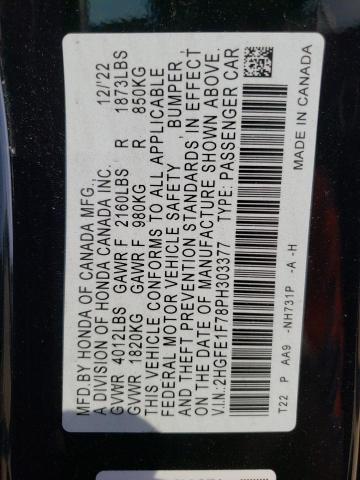 MFD.BY HONDA OF CANADA MFG.,
A DIVISION OF HONDA CANADA INC. 12/'22
GVWR 4012LBS GAWR F 2160LBS R 1873LBS
GVWR 1820KG GAWR F 980KG R 850KG
THIS VEHICLE CONFORMS TO ALL APPLICABLE
FEDERAL MOTOR VEHICLE SAFETY , BUMPER ,
AND THEFT PREVENTION STANDARDS IN EFFECT
ON THE DATE OF MANUFACTURE SHOWN ABOVE.
V.I.N.:2HGFE1F78PH303377 TYPE: PASSENGER CAR
T22 P AA9 -NH731P -A -H MADE IN CANADA